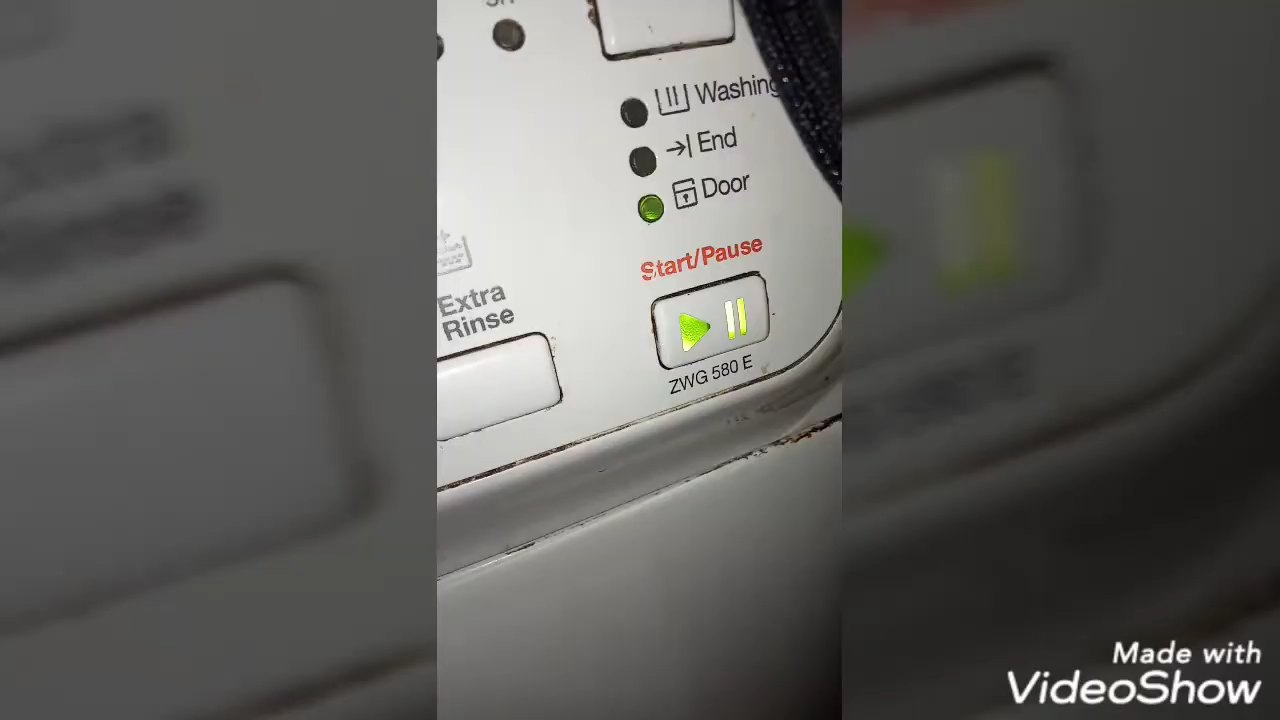 Washing
End
Door
Start/Pause
Extra
Rinse
ZWG 580 E
Made with
VideoShow